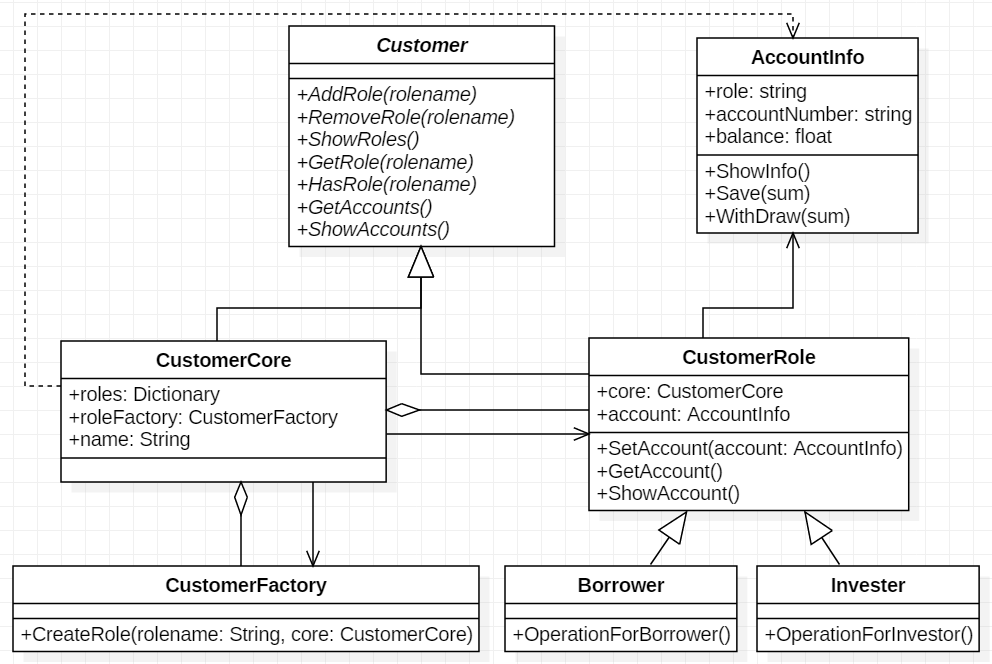 Customer
+AddRole(rolename)
+RemoveRole(rolename)
+ShowRoles()
+GetRole(rolename)
+HasRole(rolename)
+GetAccounts()
+ShowAccounts()
AccountInfo
+role: string
+accountNumber: string
+balance: float
+ShowInfo()
+Save(sum)
+WithDraw(sum)
CustomerCore
+roles: Dictionary
+roleFactory: CustomerFactory
+name: String
CustomerRole
+core: CustomerCore
+account: AccountInfo
+SetAccount(account: AccountInfo)
+GetAccount()
+ShowAccount()
CustomerFactory
+CreateRole(rolename: String, core: CustomerCore)
Borrower
+OperationForBorrower()
Invester
+OperationForInvestor()